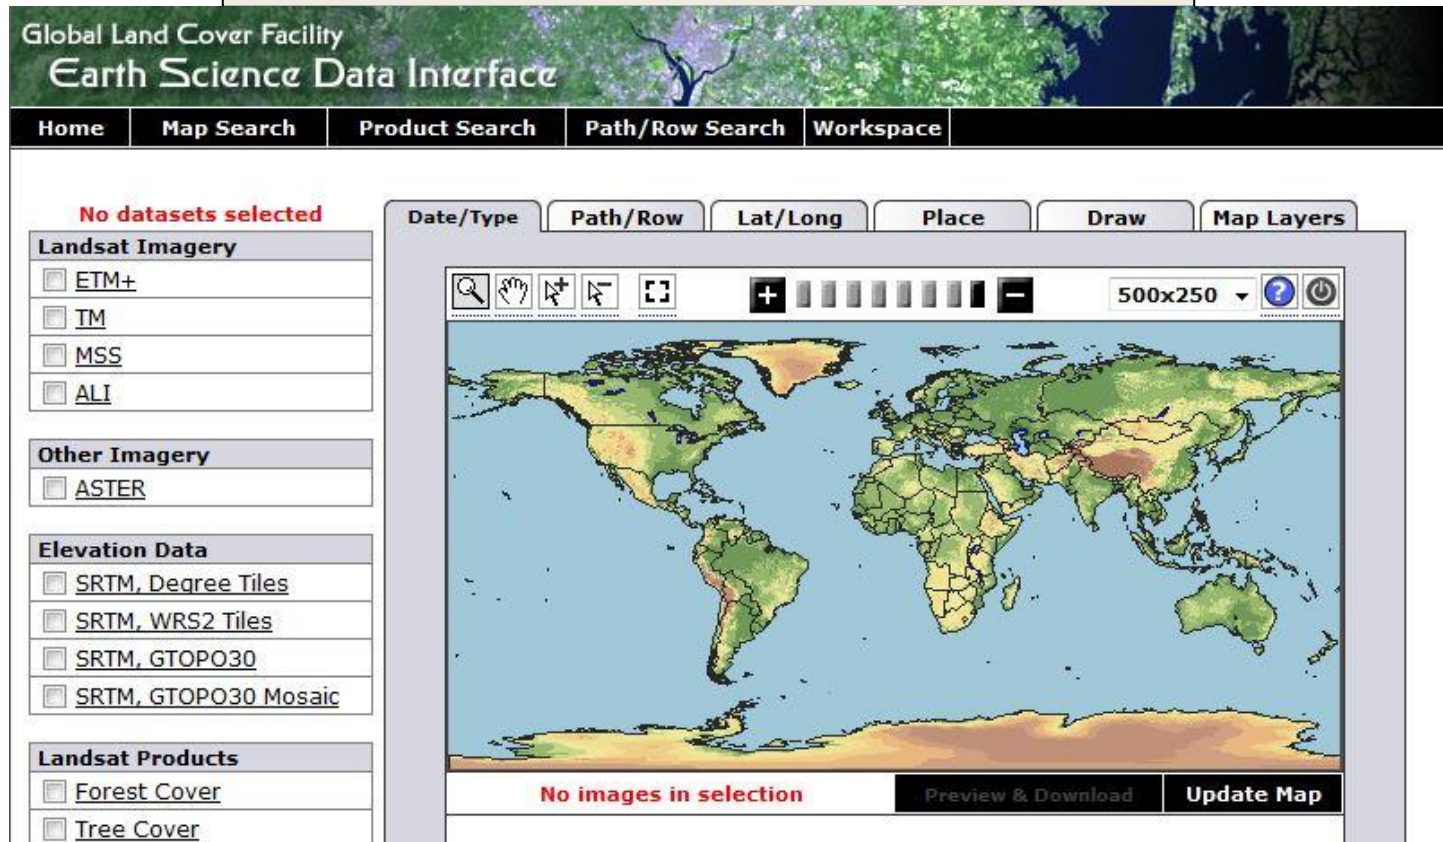 Global Land Cover Facility
Earth Science Data Interface
Home Map Search Product Search Path/Row Search Workspace
No datasets selected
Landsat Imagery
ETM+
TM
MSS
ALI
Other Imagery
ASTER
Elevation Data
SRTM, Degree Tiles
SRTM, WRS2 Tiles
SRTM, GTOPO30
SRTM, GTOPO30 Mosaic
Landsat Products
Forest Cover
Tree Cover
Date/Type Path/Row Lat/Long Place Draw Map Layers
500x250
No images in selection Preview & Download Update Map